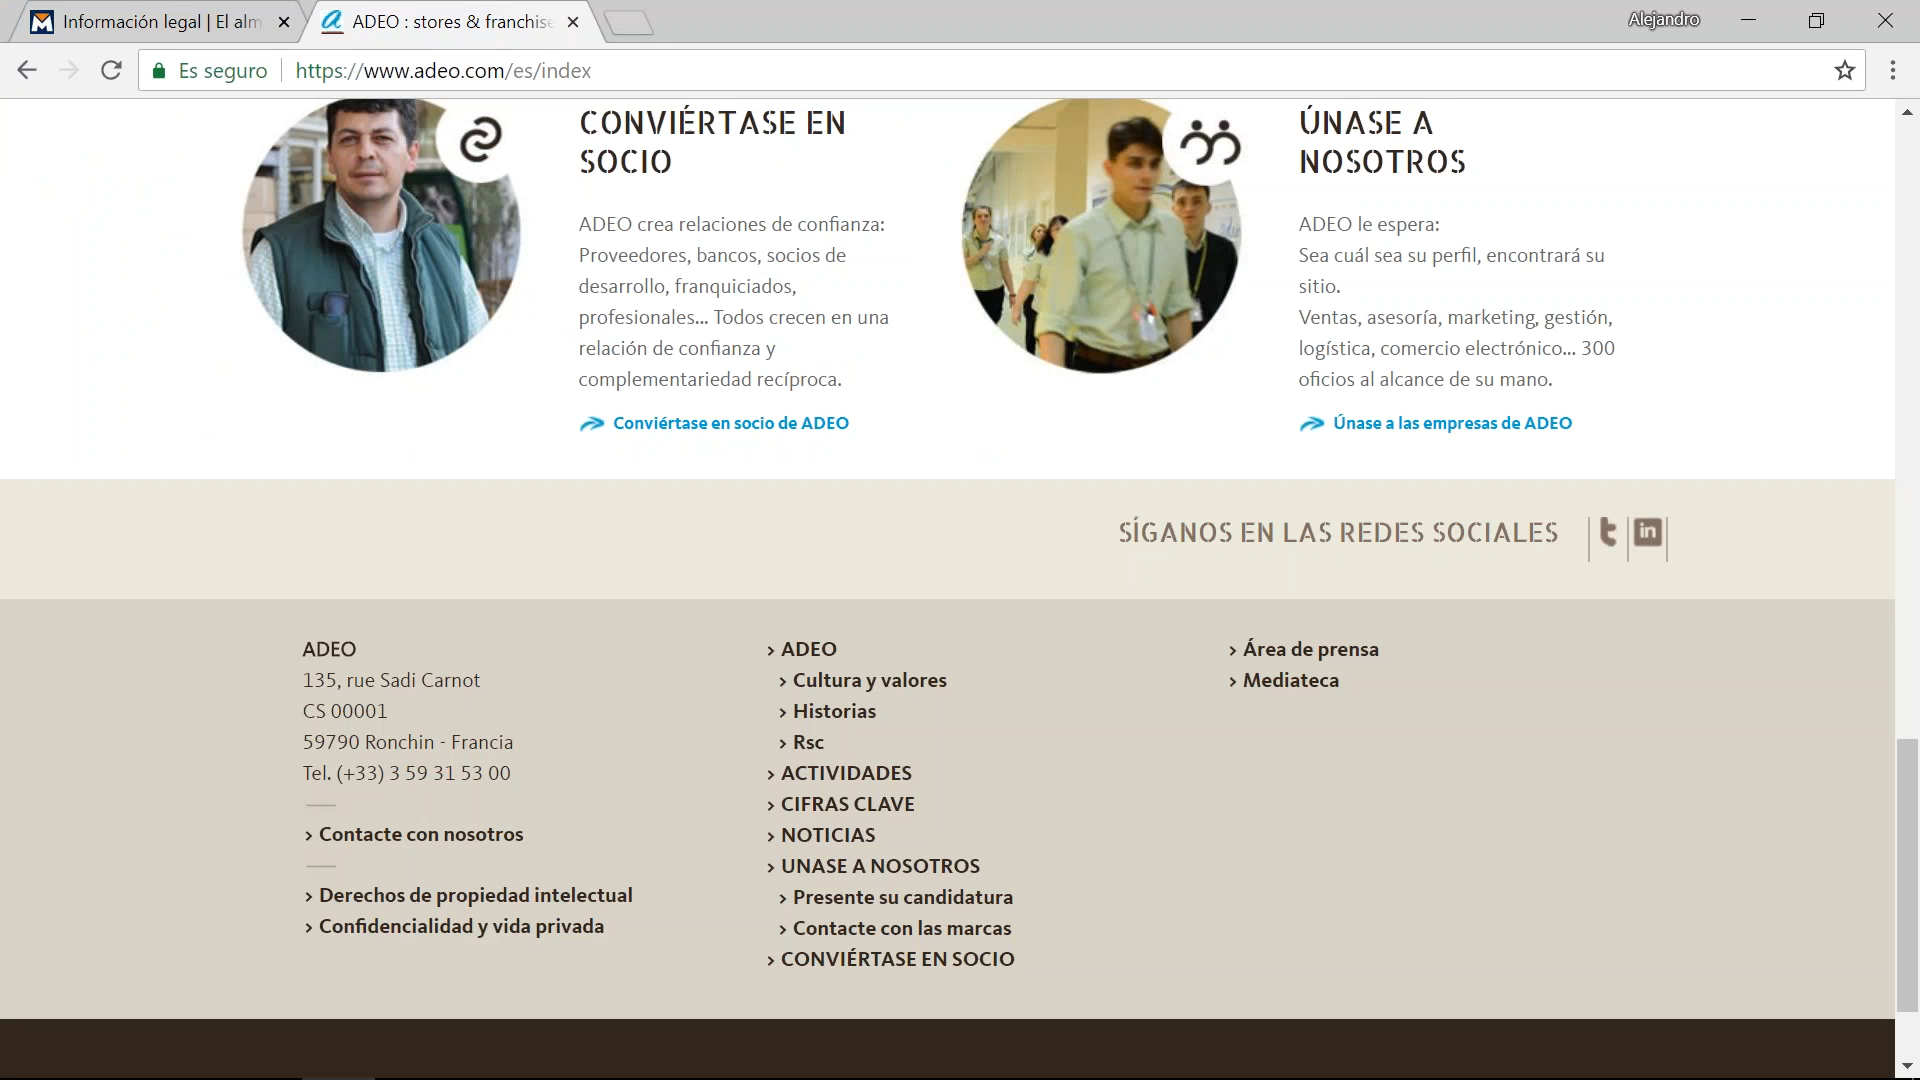 Información legal | El alm
ADEO : stores & franchise
Alejandro
Es seguro
https://www.adeo.com/es/index
CONVIÉRTASE EN
SOCIO
ADEO crea relaciones de confianza:
Proveedores, bancos, socios de
desarrollo, franquiciados,
profesionales... Todos crecen en una
relación de confianza y
complementariedad recíproca.
Conviértase en socio de ADEO
ÚNASE A
NOSOTROS
ADEO le espera:
Sea cuál sea su perfil, encontrará su
sitio.
Ventas, asesoría, marketing, gestión,
logística, comercio electrónico... 300
oficios al alcance de su mano.
Únase a las empresas de ADEO
SÍGANOS EN LAS REDES SOCIALES
t
in
ADEO
135, rue Sadi Carnot
CS 00001
59790 Ronchin - Francia
Tel. (+33) 3 59 31 53 00
› Contacte con nosotros
› Derechos de propiedad intelectual
› Confidencialidad y vida privada
› ADEO
› Cultura y valores
› Historias
› Rsc
› ACTIVIDADES
› CIFRAS CLAVE
› NOTICIAS
› UNASE A NOSOTROS
› Presente su candidatura
› Contacte con las marcas
› CONVIÉRTASE EN SOCIO
› Área de prensa
› Mediateca